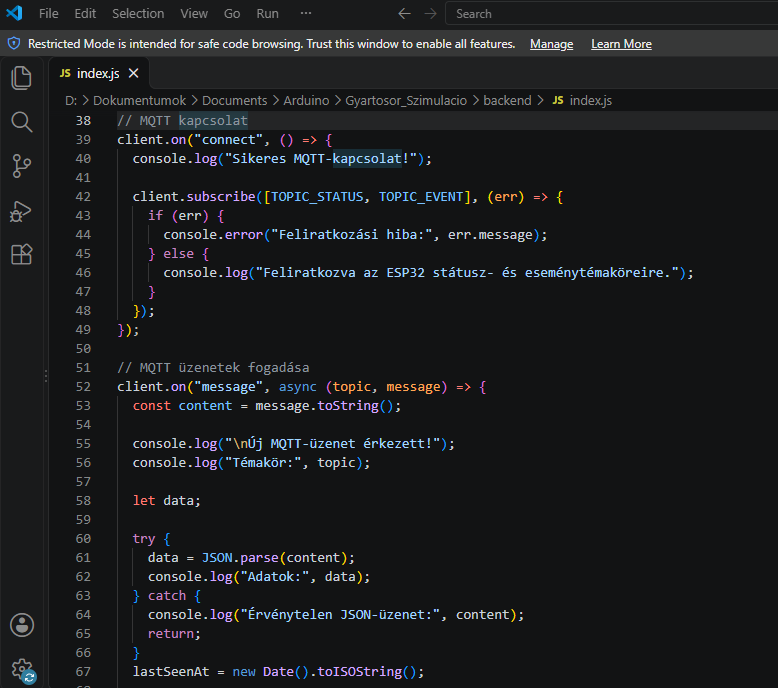 File Edit Selection View Go Run ··· ← → Search
Restricted Mode is intended for safe code browsing. Trust this window to enable all features. Manage Learn More
JS index.js ×
D: > Dokumentumok > Documents > Arduino > Gyartosor_Szimulacio > backend > JS index.js
38 // MQTT kapcsolat
39 client.on("connect", () => {
40 console.log("Sikeres MQTT-kapcsolat!");
41
42 client.subscribe([TOPIC_STATUS, TOPIC_EVENT], (err) => {
43 if (err) {
44 console.error("Feliratkozási hiba:", err.message);
45 } else {
46 console.log("Feliratkozva az ESP32 státusz- és eseménytémaköreire.");
47 }
48 });
49 });
50
51 // MQTT üzenetek fogadása
52 client.on("message", async (topic, message) => {
53 const content = message.toString();
54
55 console.log("\nÚj MQTT-üzenet érkezett!");
56 console.log("Témakör:", topic);
57
58 let data;
59
60 try {
61 data = JSON.parse(content);
62 console.log("Adatok:", data);
63 } catch {
64 console.log("Érvénytelen JSON-üzenet:", content);
65 return;
66 }
67 lastSeenAt = new Date().toISOString();